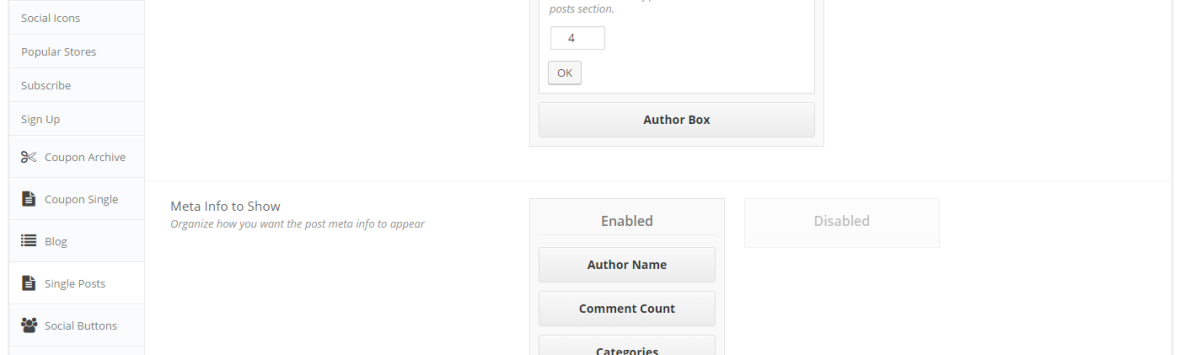 Social Icons
Popular Stores
Subscribe
Sign Up
Coupon Archive
Coupon Single
Blog
Single Posts
Social Buttons
posts section.
4
OK
Author Box
Meta Info to Show
Organize how you want the post meta info to appear
Enabled
Author Name
Comment Count
Categories
Disabled